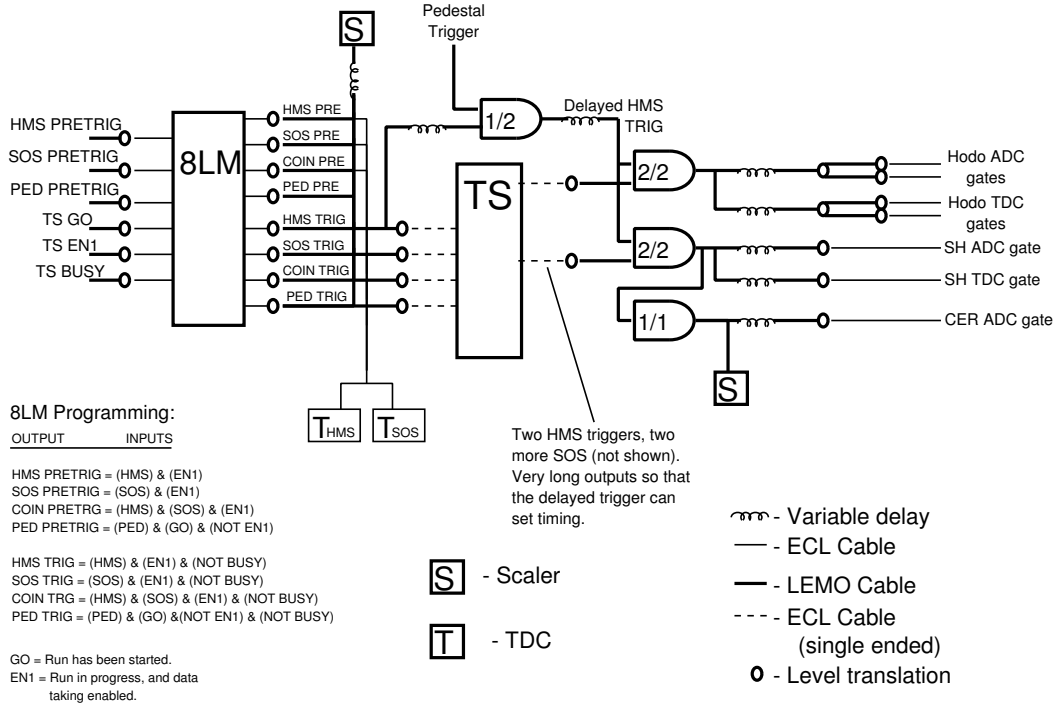 Pedestal
Trigger
S
HMS PRETRIG
SOS PRETRIG
PED PRETRIG
TS GO
TS EN1
TS BUSY
8LM
HMS PRE
SOS PRE
COIN PRE
PED PRE
HMS TRIG
SOS TRIG
COIN TRIG
PED TRIG
TS
1/2
Delayed HMS
TRIG
2/2
2/2
1/1
Hodo ADC
gates
Hodo TDC
gates
SH ADC gate
SH TDC gate
CER ADC gate
S
THMS
TSOS
Two HMS triggers, two
more SOS (not shown).
Very long outputs so that
the delayed trigger can
set timing.
8LM Programming:
OUTPUT INPUTS
HMS PRETRIG = (HMS) & (EN1)
SOS PRETRIG = (SOS) & (EN1)
COIN PRETRG = (HMS) & (SOS) & (EN1)
PED PRETRIG = (PED) & (GO) & (NOT EN1)
HMS TRIG = (HMS) & (EN1) & (NOT BUSY)
SOS TRIG = (SOS) & (EN1) & (NOT BUSY)
COIN TRG = (HMS) & (SOS) & (EN1) & (NOT BUSY)
PED TRIG = (PED) & (GO) &(NOT EN1) & (NOT BUSY)
GO = Run has been started.
EN1 = Run in progress, and data
taking enabled.
S - Scaler
T - TDC
- Variable delay
- ECL Cable
- LEMO Cable
- ECL Cable
(single ended)
- Level translation